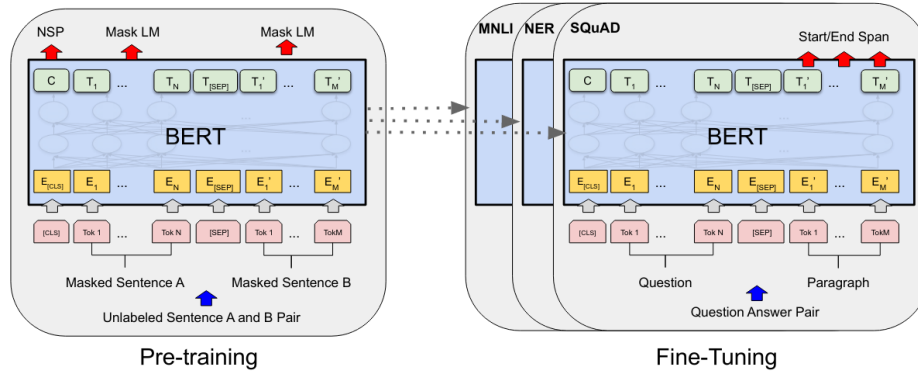 NSP Mask LM Mask LM
C T1 ... TN T[SEP] T1' ... TM'
BERT
E[CLS] E1 ... EN E[SEP] E1' ... EM'
[CLS] Tok 1 ... Tok N [SEP] Tok 1 ... TokM
Masked Sentence A Masked Sentence B
Unlabeled Sentence A and B Pair
Pre-training
MNLI NER SQuAD
Start/End Span
C T1 ... TN T[SEP] T1' ... TM'
BERT
E[CLS] E1 ... EN E[SEP] E1' ... EM'
[CLS] Tok 1 ... Tok N [SEP] Tok 1 ... TokM
Question Paragraph
Question Answer Pair
Fine-Tuning